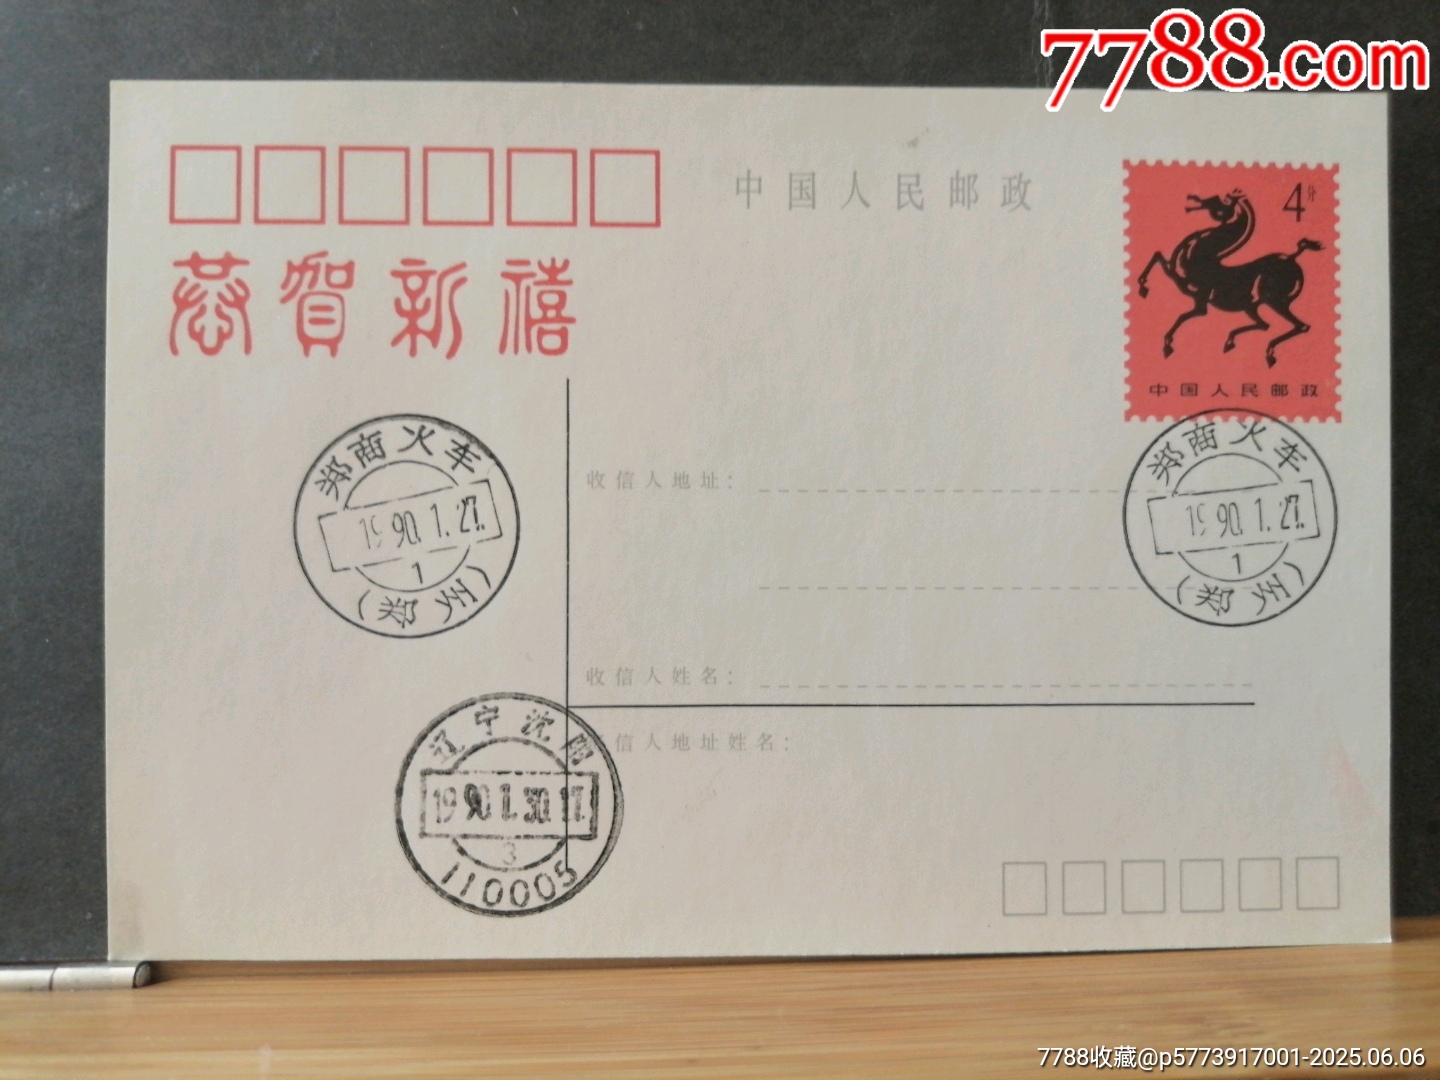 7788.com
中国人民邮政
4分
恭贺新禧
中国人民邮政
郑商火车
1990.1.27.
1
(郑州)
郑商火车
1990.1.27.
1
(郑州)
收信人地址:
收信人姓名:
信人地址姓名:
辽宁沈阳
1990.1.30.17.
3
110005
7788收藏@p5773917001-2025.06.06